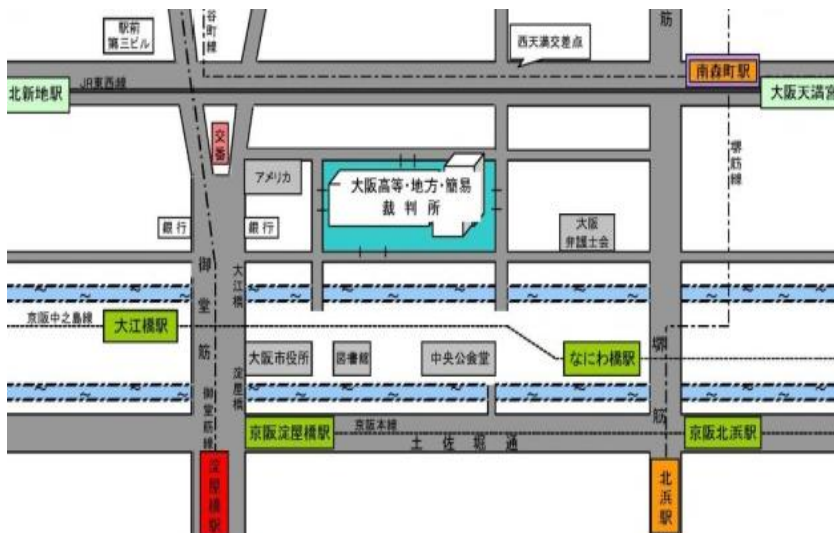 駅前
第三ビル
谷町線
西天満交差点
筋
南森町駅
JR東西線
北新地駅
大阪天満宮
交番
アメリカ
大阪高等・地方・簡易
裁判所
堺筋線
銀行
銀行
大阪
弁護士会
御堂筋
大江橋
京阪中之島線
大江橋駅
大阪市役所
図書館
中央公会堂
なにわ橋駅
堺筋
淀屋橋
御堂筋線
京阪淀屋橋駅
京阪本線
土佐堀通
京阪北浜駅
淀屋橋駅
北浜駅